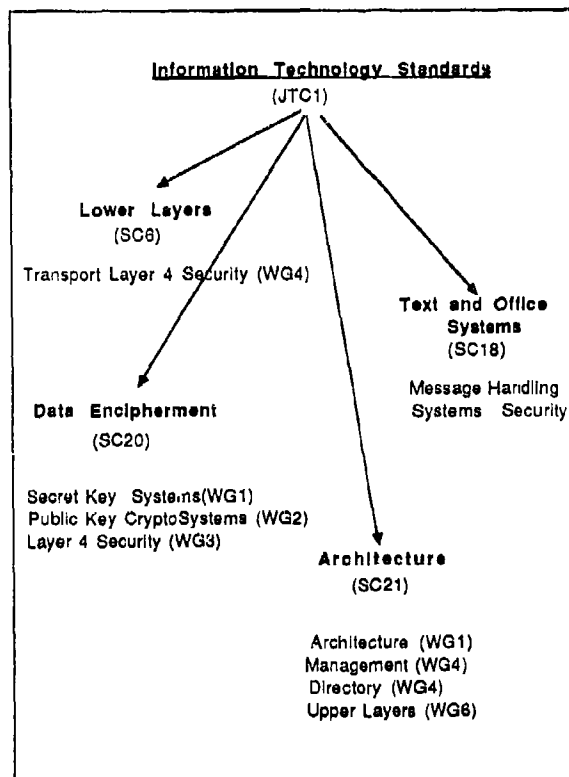 Information Technology Standards
(JTC1)
Lower Layers
(SC6)
Transport Layer 4 Security (WG4)
Text and Office
Systems
(SC18)
Message Handling
Systems Security
Data Encipherment
(SC20)
Secret Key Systems(WG1)
Public Key CryptoSystems (WG2)
Layer 4 Security (WG3)
Architecture
(SC21)
Architecture (WG1)
Management (WG4)
Directory (WG4)
Upper Layers (WG6)